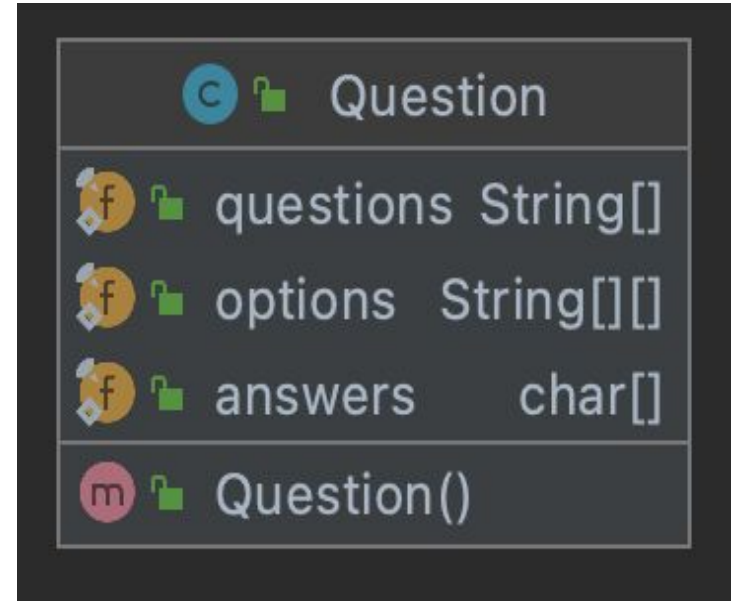 C Question
f questions String[]
f options String[][]
f answers char[]
m Question()